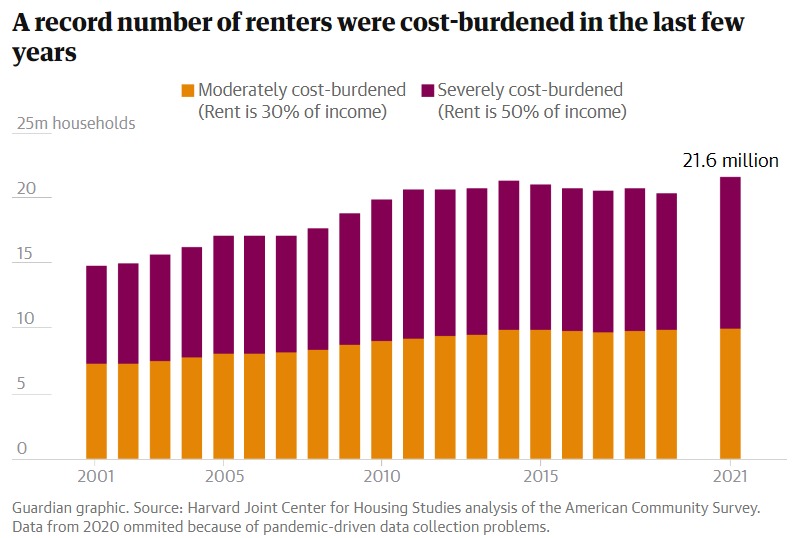 A record number of renters were cost-burdened in the last few
years
Moderately cost-burdened
(Rent is 30% of income)
Severely cost-burdened
(Rent is 50% of income)
25m households
21.6 million
20
15
10
5
0
2001
2005
2010
2015
2021
Guardian graphic. Source: Harvard Joint Center for Housing Studies analysis of the American Community Survey.
Data from 2020 ommited because of pandemic-driven data collection problems.